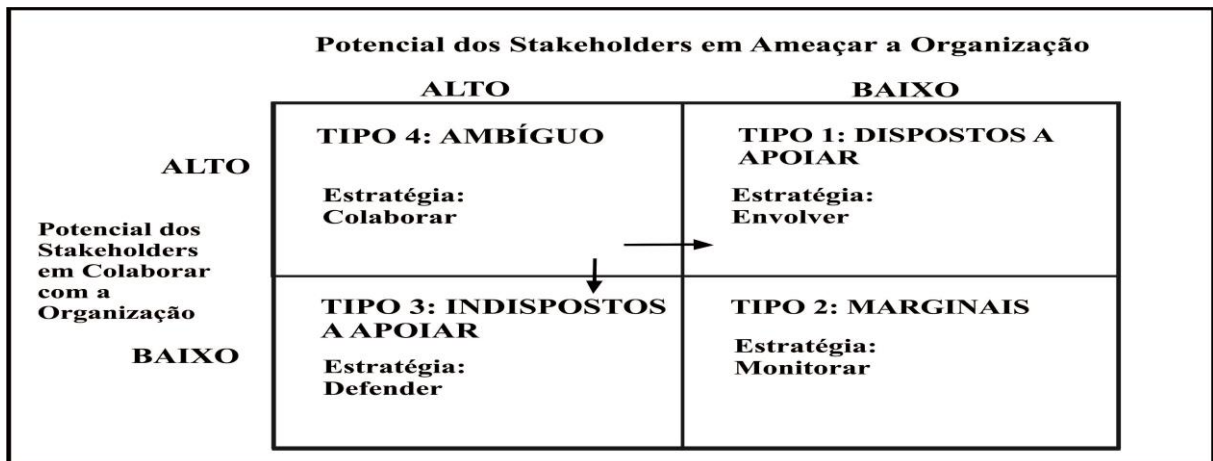 Potencial dos Stakeholders em Ameaçar a Organização
ALTO
BAIXO
ALTO
Potencial dos
Stakeholders
em Colaborar
com a
Organização
BAIXO
TIPO 4: AMBÍGUO
Estratégia:
Colaborar
TIPO 1: DISPOSTOS A
APOIAR
Estratégia:
Envolver
TIPO 3: INDISPOSTOS
A APOIAR
Estratégia:
Defender
TIPO 2: MARGINAIS
Estratégia:
Monitorar